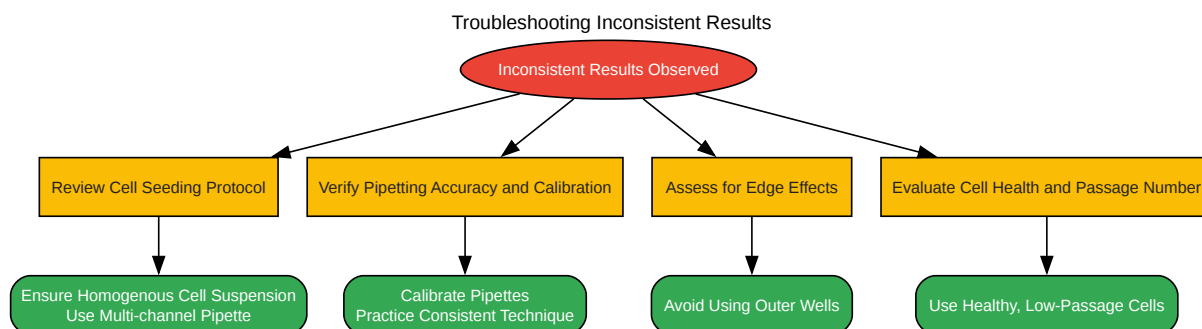 Troubleshooting Inconsistent Results
Inconsistent Results Observed
Review Cell Seeding Protocol
Verify Pipetting Accuracy and Calibration
Assess for Edge Effects
Evaluate Cell Health and Passage Number
Ensure Homogenous Cell Suspension
Use Multi-channel Pipette
Calibrate Pipettes
Practice Consistent Technique
Avoid Using Outer Wells
Use Healthy, Low-Passage Cells